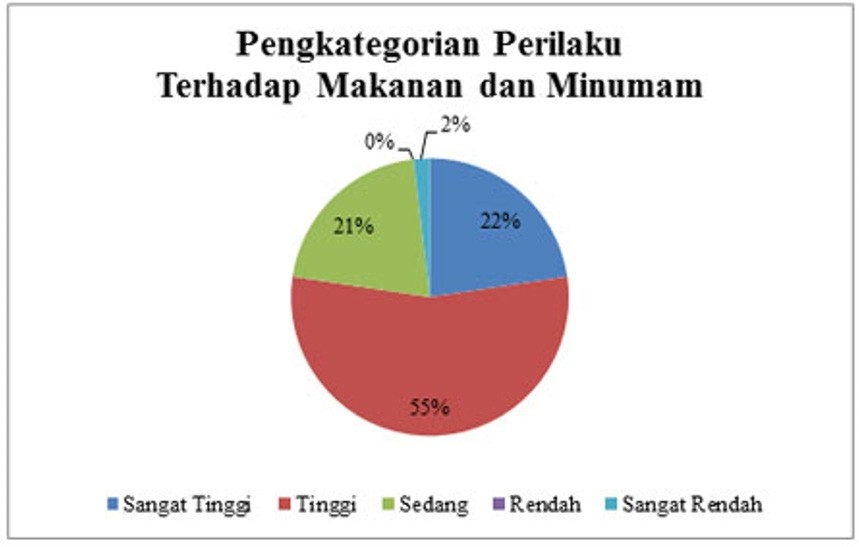 Pengkategorian Perilaku
Terhadap Makanan dan Minumam
0%
2%
21%
22%
55%
Sangat Tinggi
Tinggi
Sedang
Rendah
Sangat Rendah